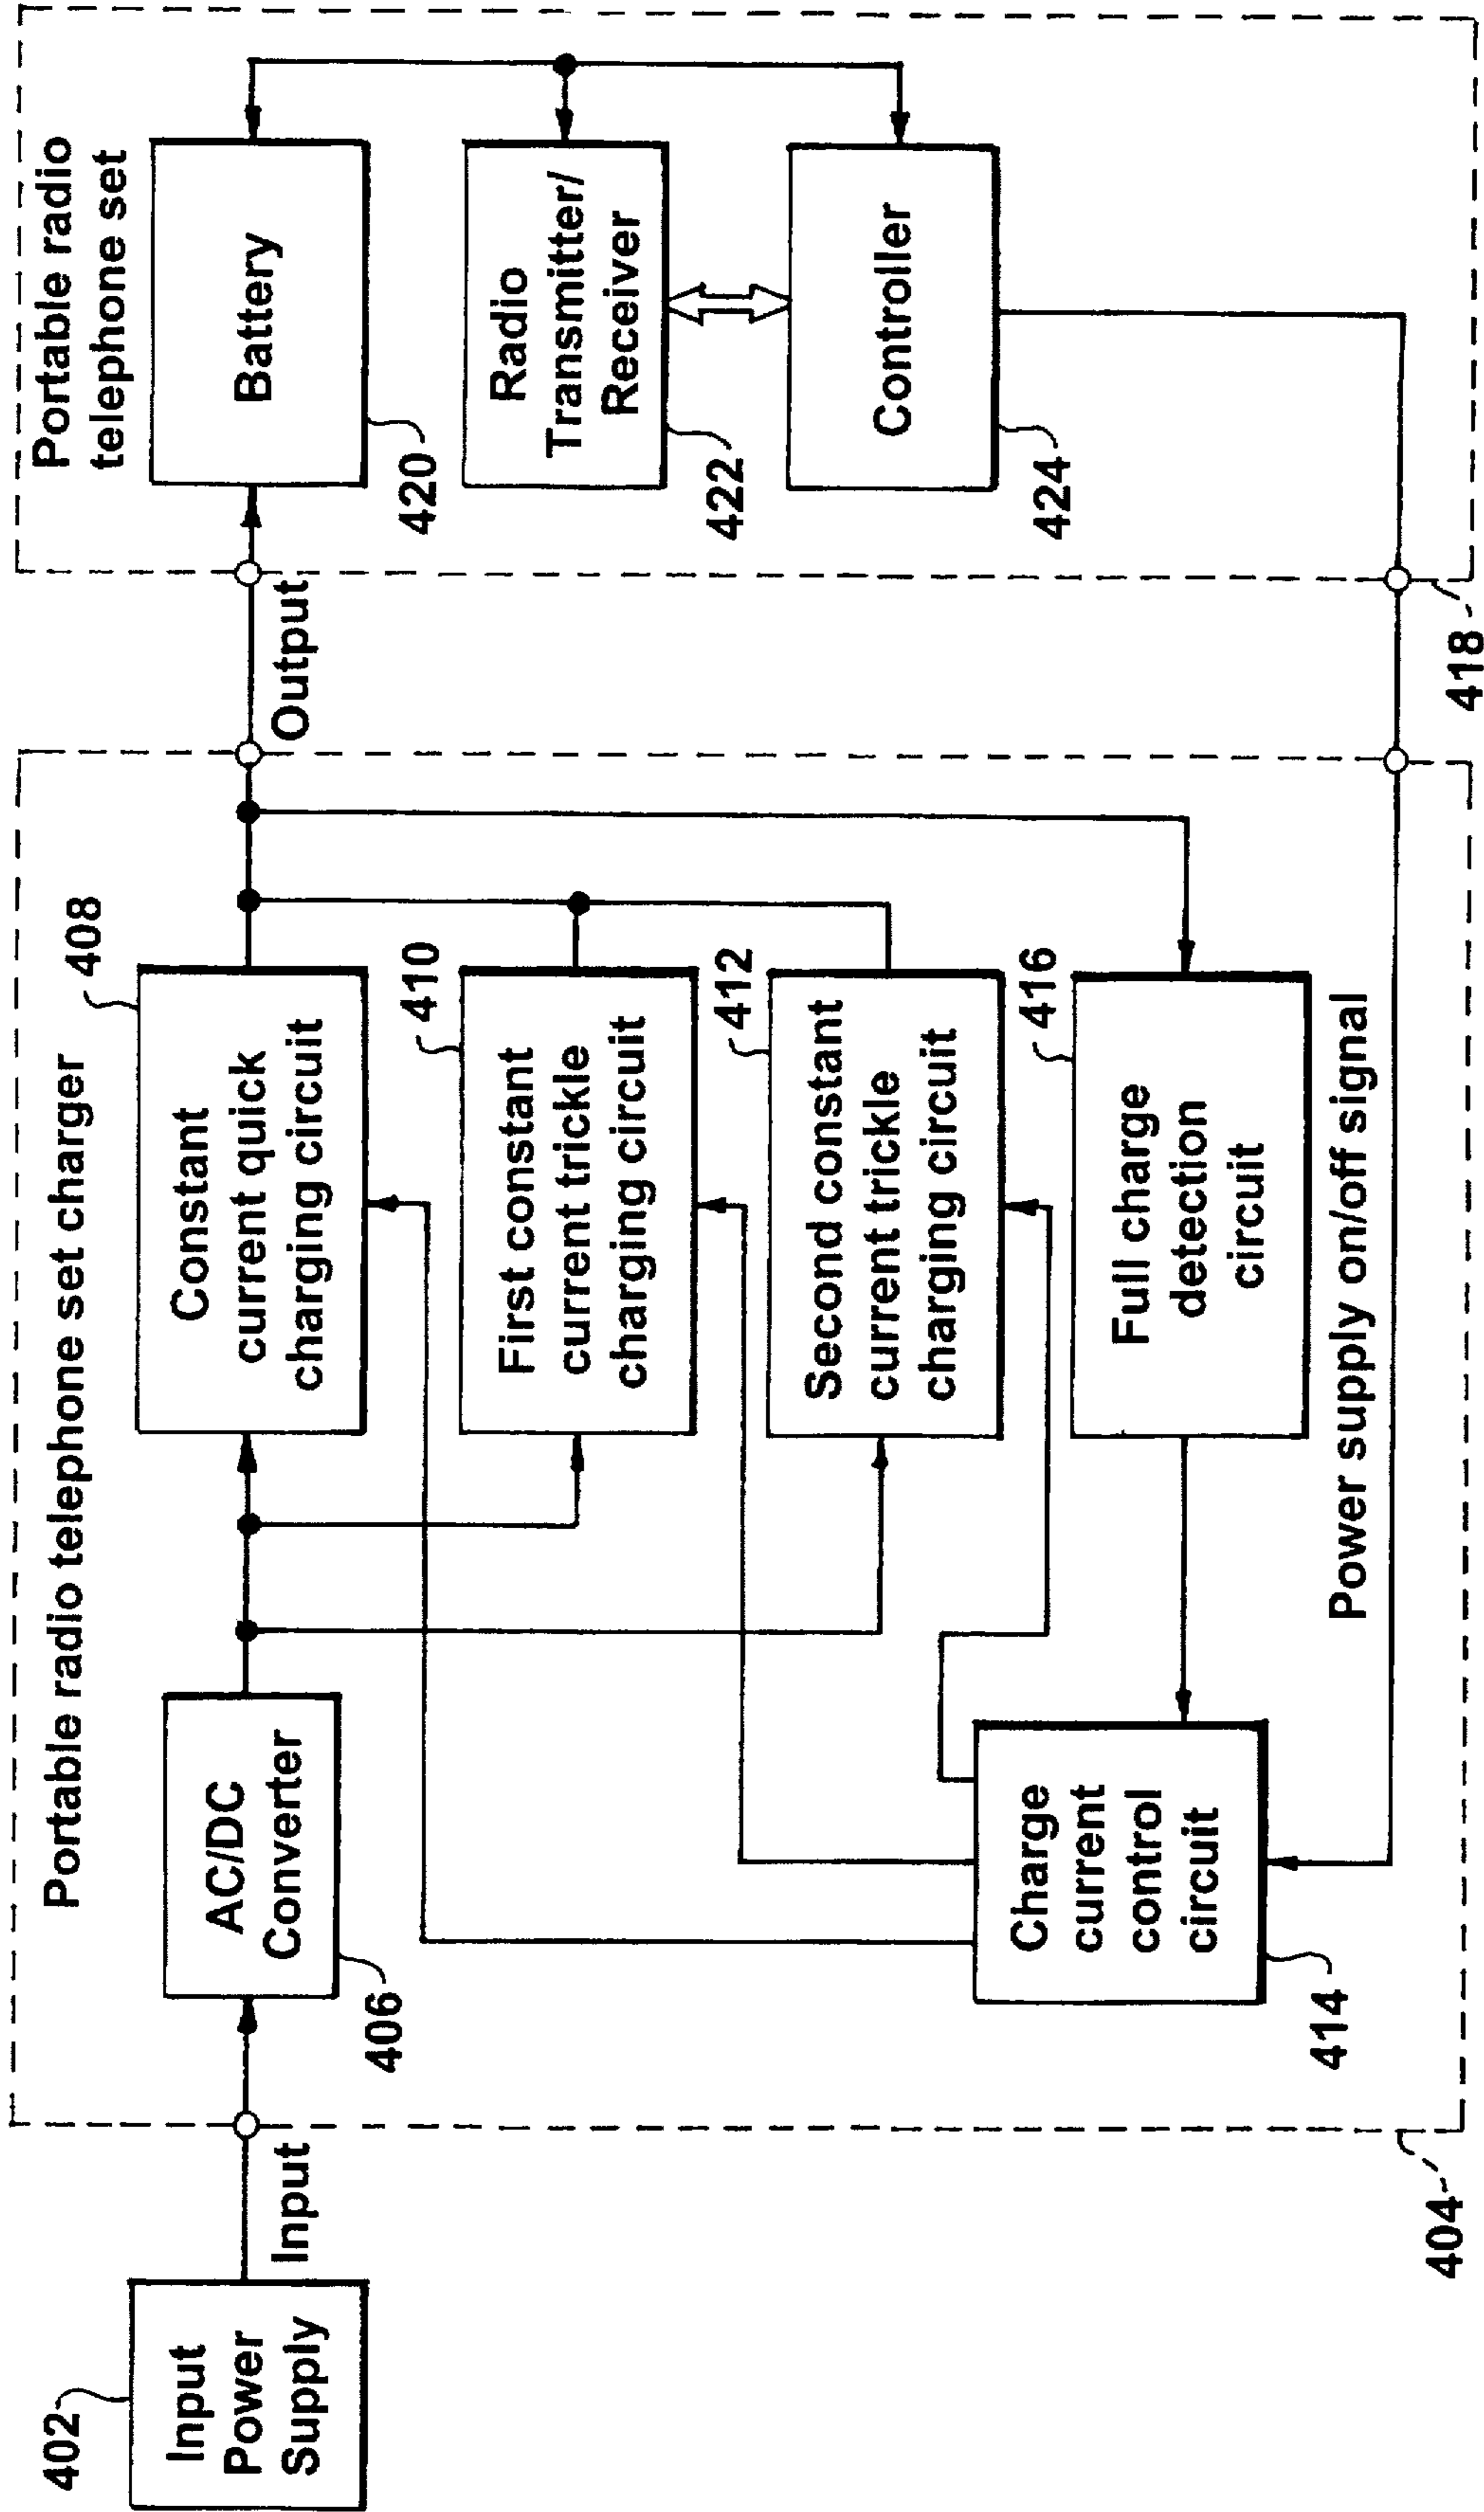 402
Input
Power
Supply
Input
404
Portable radio telephone set charger
AC/DC
Converter
406
408
Constant
current quick
charging circuit
410
First constant
current trickle
charging circuit
412
Second constant
current trickle
charging circuit
416
Full charge
detection
circuit
Charge
current
control
circuit
414
Power supply on/off signal
Output
418
Portable radio
telephone set
Battery
420
Radio
Transmitter/
Receiver
422
Controller
424